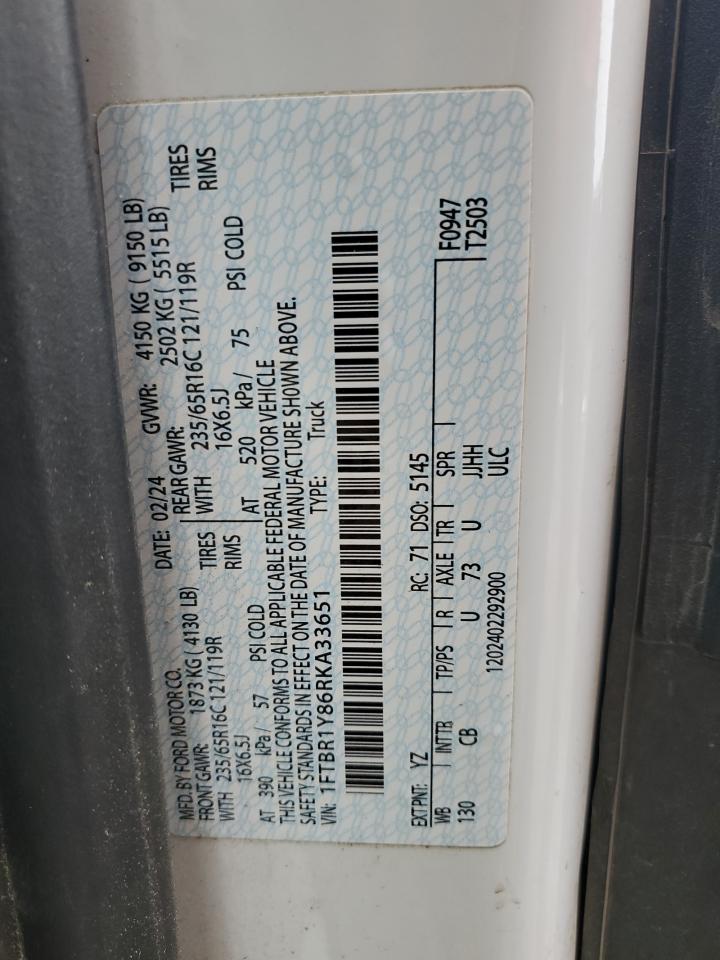 MFD. BY FORD MOTOR CO.
DATE: 02/24 GVWR: 4150 KG ( 9150 LB)
FRONT GAWR: 1873 KG ( 4130 LB) REAR GAWR: 2502 KG ( 5515 LB)
WITH 235/65R16C 121/119R TIRES WITH 235/65R16C 121/119R TIRES
16X6.5J RIMS 16X6.5J RIMS
AT 390 kPa/ 57 PSI COLD AT 520 kPa/ 75 PSI COLD
THIS VEHICLE CONFORMS TO ALL APPLICABLE FEDERAL MOTOR VEHICLE
SAFETY STANDARDS IN EFFECT ON THE DATE OF MANUFACTURE SHOWN ABOVE.
VIN: 1FTBR1Y86RKA33651 TYPE: Truck
EXT PNT: YZ RC: 71 DSO: 5145
WB INT TR TP/PS R AXLE TR SPR F0947
130 CB U 73 U JJHH T2503
1202402292900 ULC